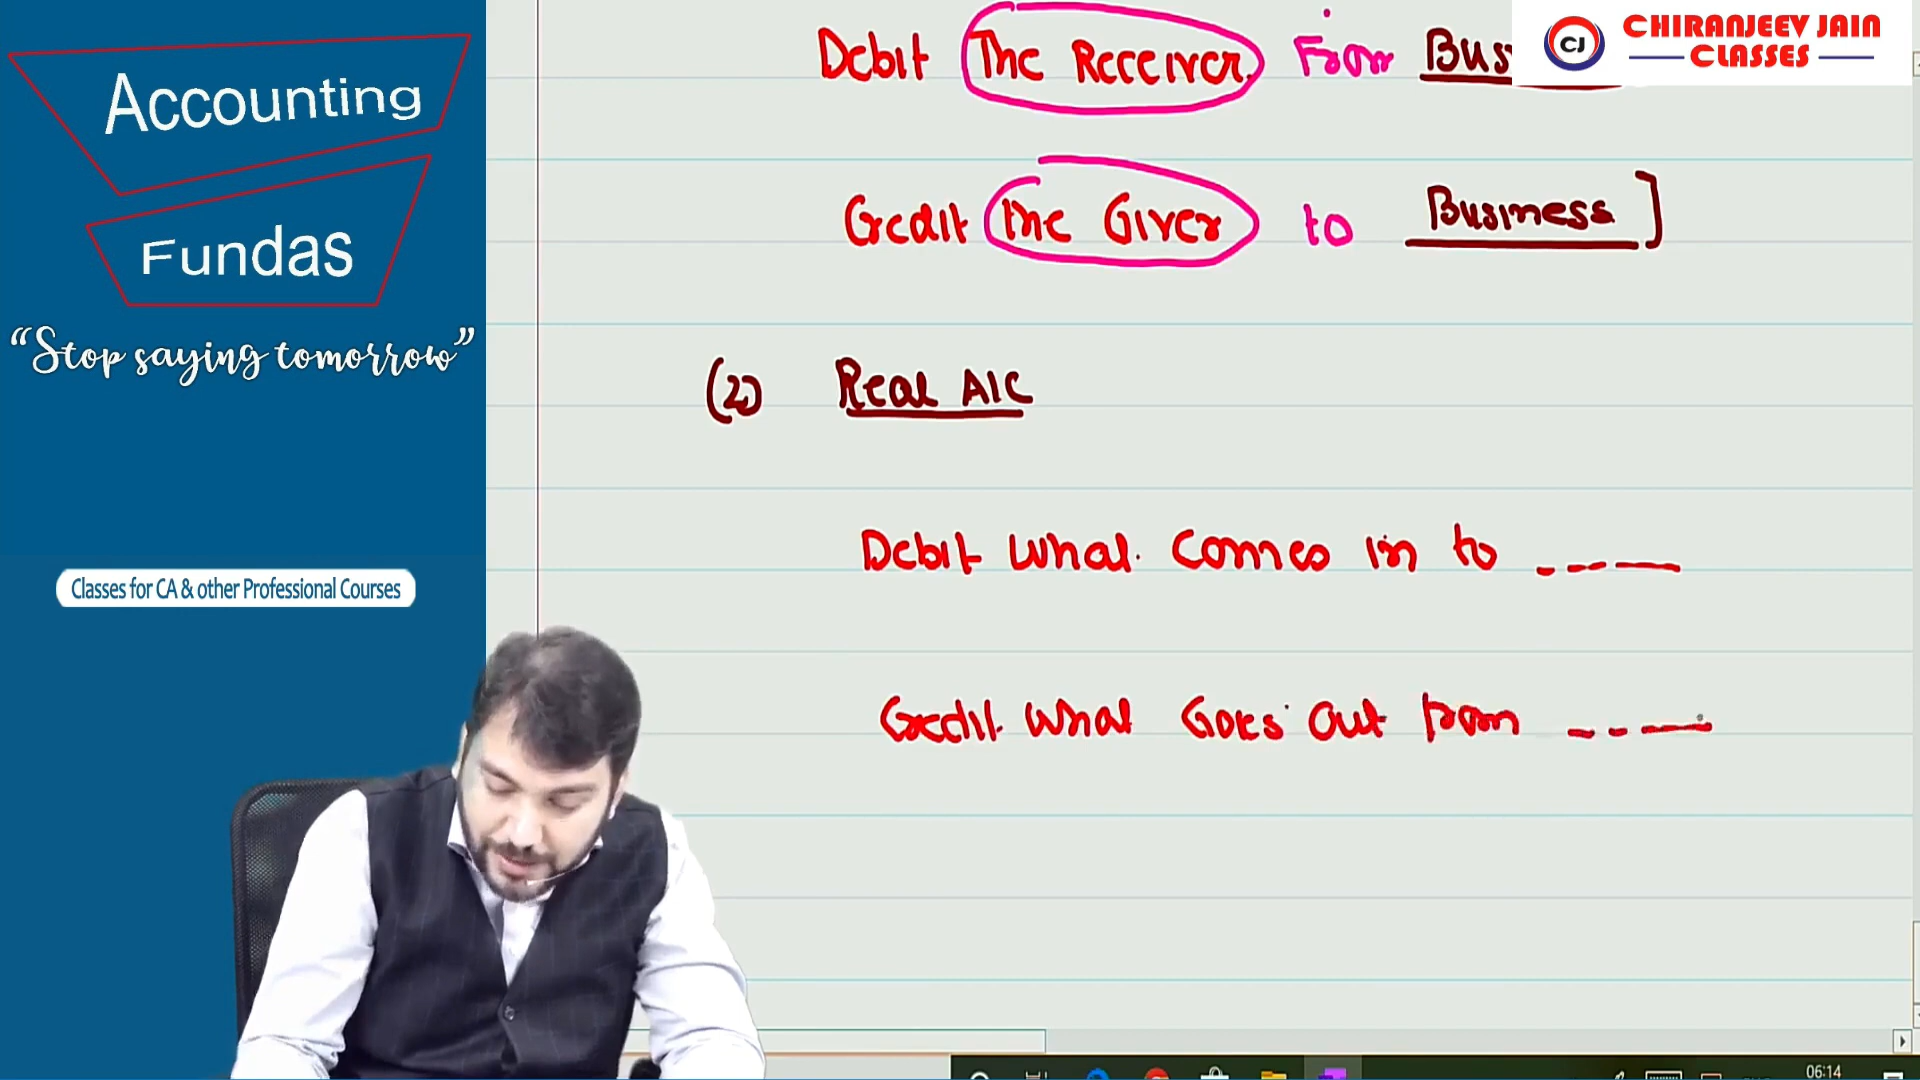 Accounting
Fundas
“Stop saying tomorrow”
Classes for CA & other Professional Courses
CHIRANJEEV JAIN
CLASSES
CJ
Debit The Receiver From Bus
Credit the Giver to Business ]
(2) Real A/C
Debit What Comes in to -----
Credit What Goes Out from -----
06:14